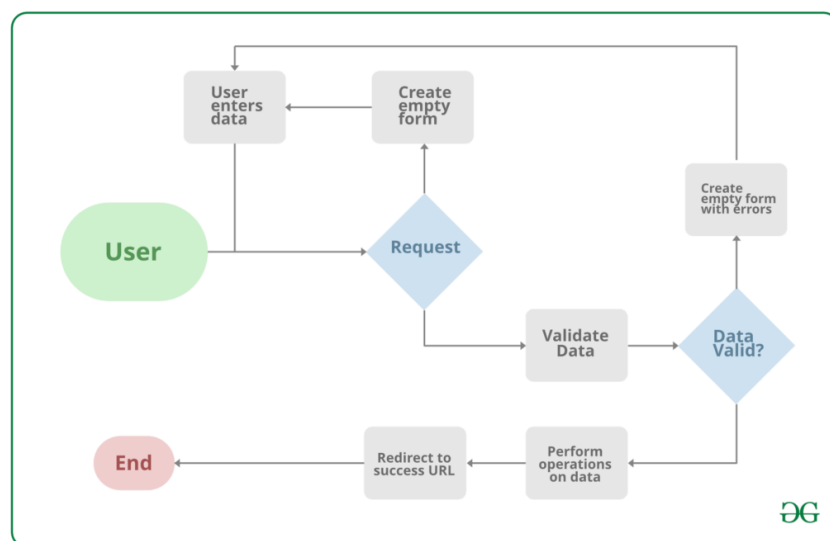 User
enters
data
Create
empty
form
Create
empty form
with errors
User
Request
Validate
Data
Data
Valid?
End
Redirect to
success URL
Perform
operations
on data